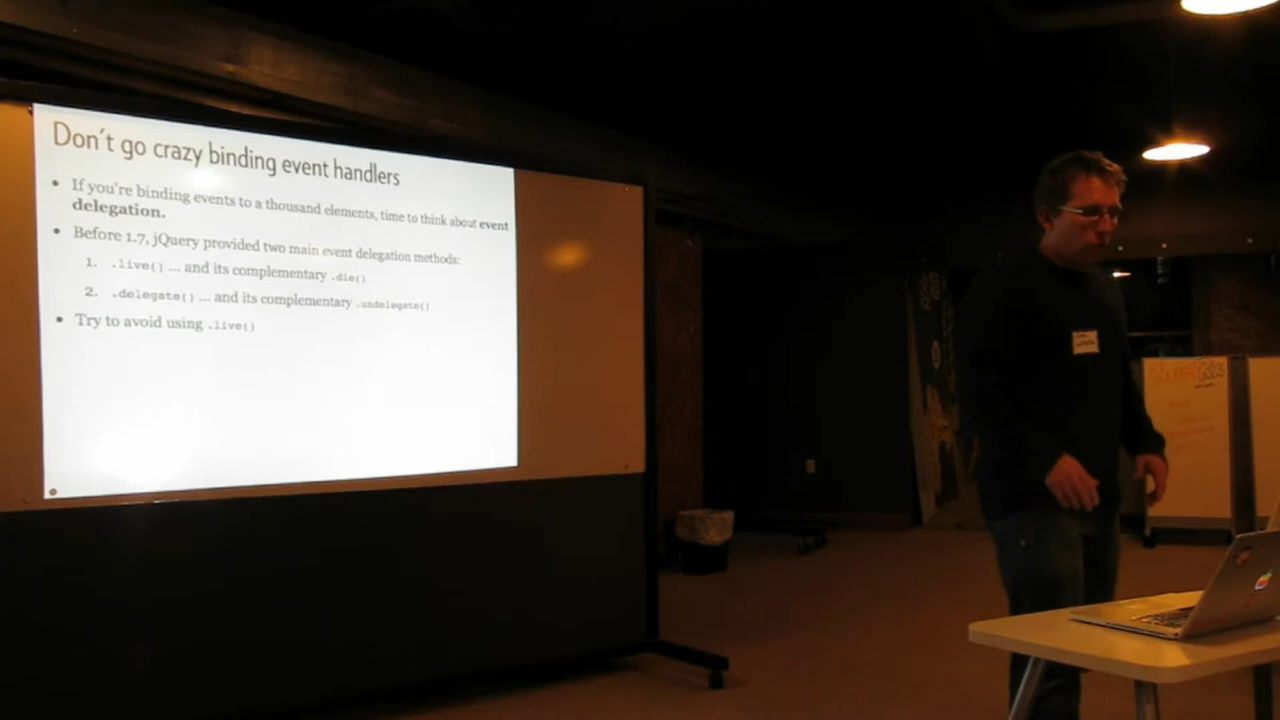 Don't go crazy binding event handlers
• If you're binding events to a thousand elements, time to think about event
delegation.
• Before 1.7, jQuery provided two main event delegation methods:
1. .live() ... and its complementary .die()
2. .delegate() ... and its complementary .undelegate()
• Try to avoid using .live()